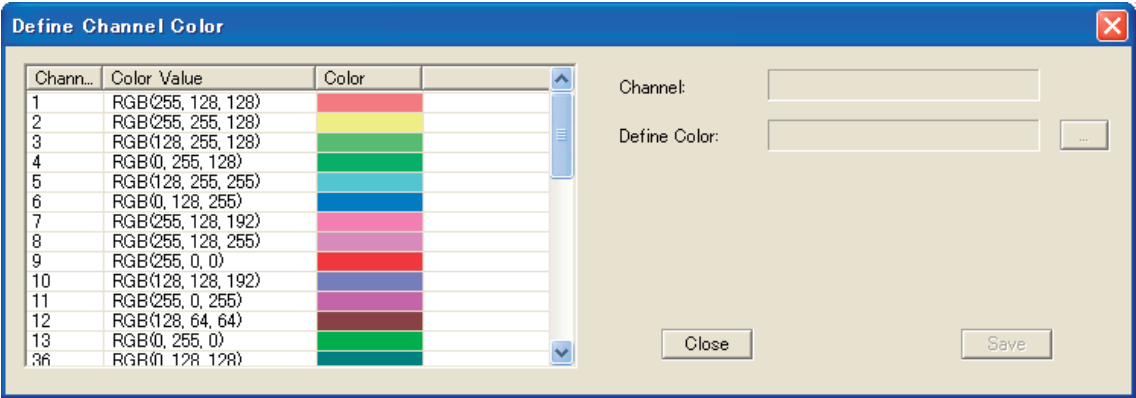 Define Channel Color
Chann... Color Value Color
1 RGB(255, 128, 128)
2 RGB(255, 255, 128)
3 RGB(128, 255, 128)
4 RGB(0, 255, 128)
5 RGB(128, 255, 255)
6 RGB(0, 128, 255)
7 RGB(255, 128, 192)
8 RGB(255, 128, 255)
9 RGB(255, 0, 0)
10 RGB(128, 128, 192)
11 RGB(255, 0, 255)
12 RGB(128, 64, 64)
13 RGB(0, 255, 0)
36 RGB(0, 128, 128)
Channel:
Define Color: ...
Close Save